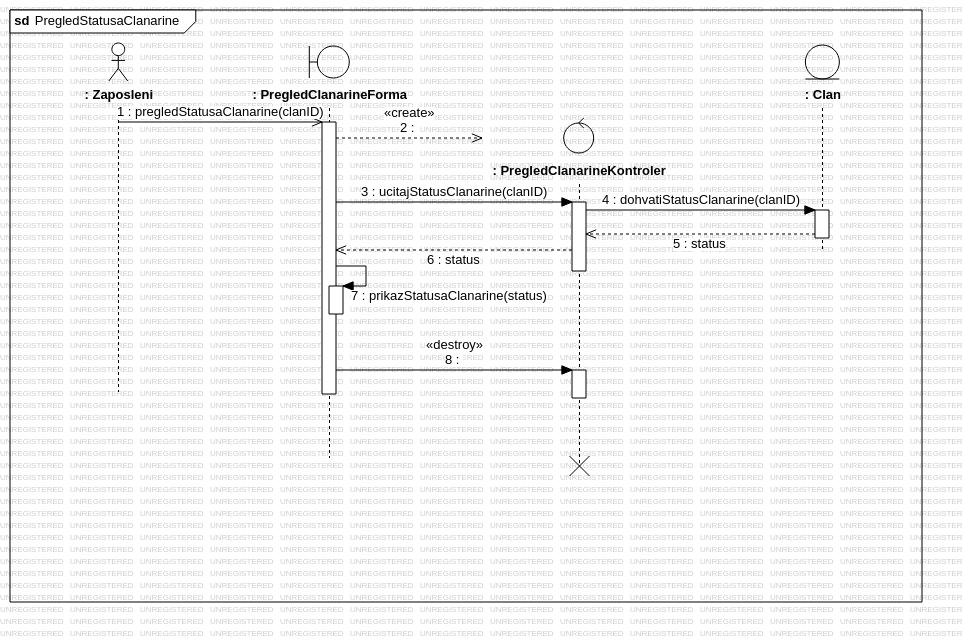 sd PregledStatusaClanarine
: Zaposleni
: PregledClanarineForma
: Clan
1 : pregledStatusaClanarine(clanID)
«create»
2 :
: PregledClanarineKontroler
3 : ucitajStatusClanarine(clanID)
4 : dohvatiStatusClanarine(clanID)
5 : status
6 : status
7 : prikazStatusaClanarine(status)
«destroy»
8 :
UNREGISTERED